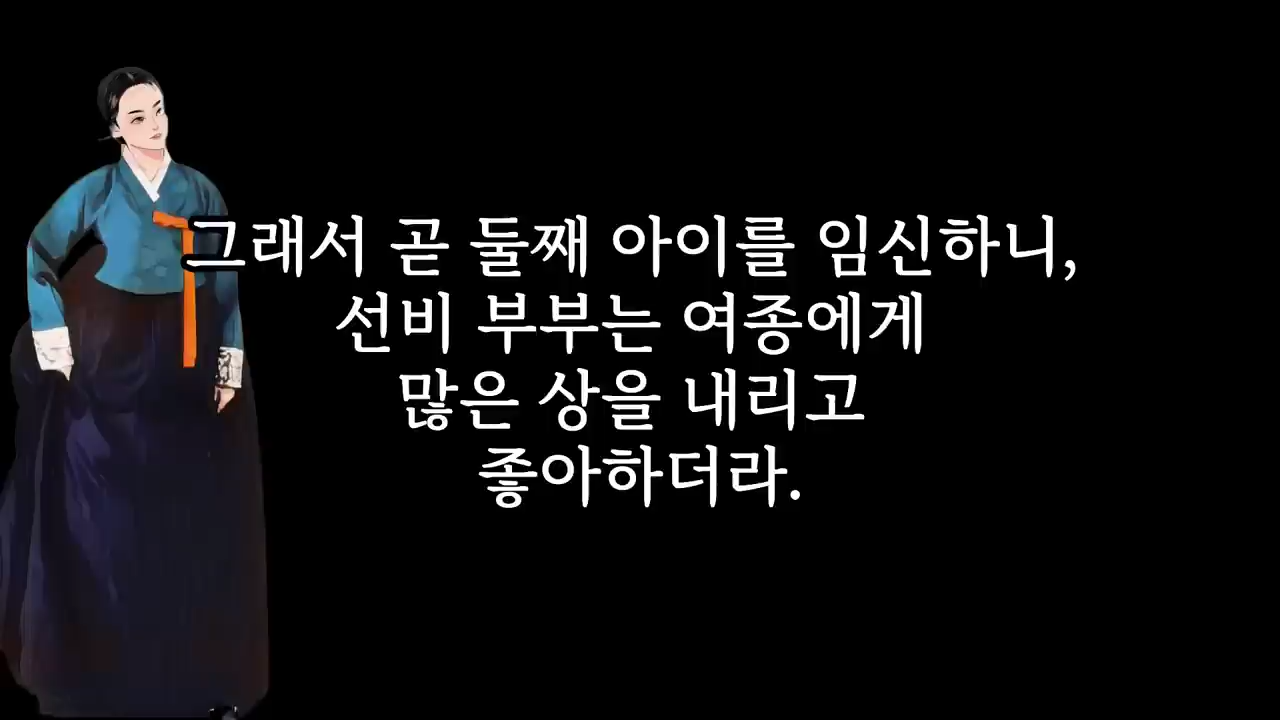 그래서 곧 둘째 아이를 임신하니,
선비 부부는 여종에게
많은 상을 내리고
좋아하더라.